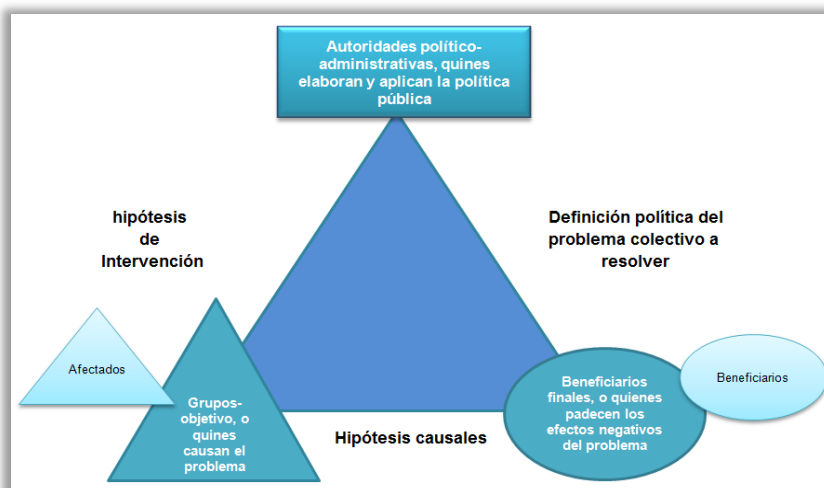 Autoridades político-
administrativas, quines
elaboran y aplican la política
pública
hipótesis
de
Intervención
Definición política del
problema colectivo a
resolver
Afectados
Grupos-
objetivo, o
quines
causan el
problema
Hipótesis causales
Beneficiarios
finales, o quienes
padecen los
efectos negativos
del problema
Beneficiarios